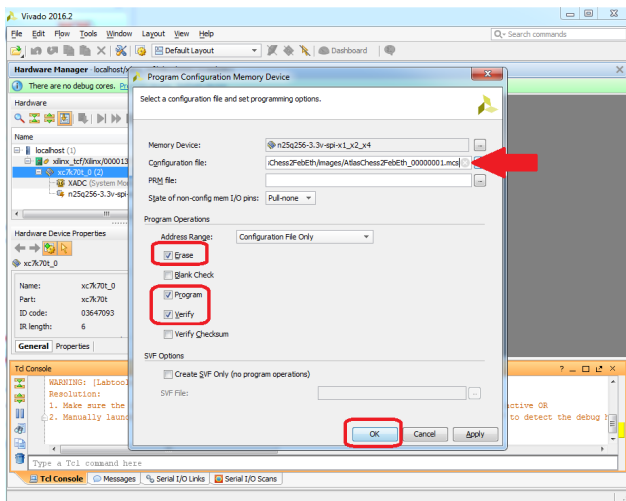 Vivado 2016.2
File Edit Flow Tools Window Layout View Help
Search commands
Default Layout
Dashboard
Hardware Manager - localhost/x
There are no debug cores.
Hardware
Name
localhost (1)
xilinx_tcf/Xilinx/000013
xc7k70t_0 (2)
XADC (System Mo
n25q256-3.3v-spi-
Hardware Device Properties
xc7k70t_0
Name: xc7k70t_0
Part: xc7k70t
ID code: 03647093
IR length: 6
General Properties
Program Configuration Memory Device
Select a configuration file and set programming options.
Memory Device: n25q256-3.3v-spi-x1_x2_x4
Configuration file: iChess2FebEth/images/AtlasChess2FebEth_00000001.mcs
PRM file:
State of non-config mem I/O pins: Pull-none
Program Operations
Address Range: Configuration File Only
Erase
Blank Check
Program
Verify
Verify Checksum
SVF Options
Create SVF Only (no program operations)
SVF File:
OK Cancel Apply
Tcl Console
WARNING: [Labtool
Resolution:
1. Make sure the active OR
2. Manually launc to detect the debug h
Type a Tcl command here
Tcl Console Messages Serial I/O Links Serial I/O Scans